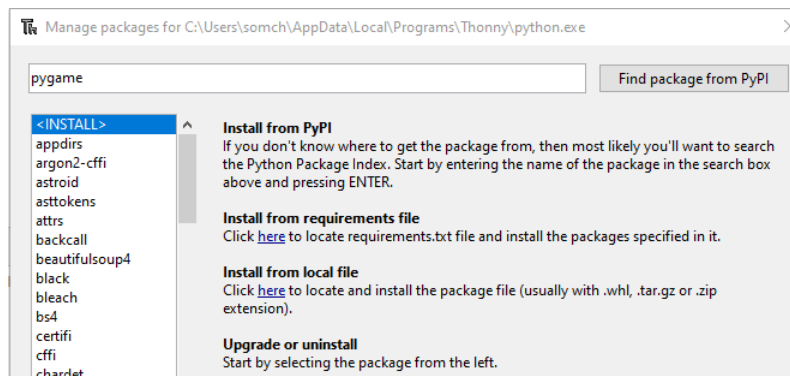 Manage packages for C:\Users\somch\AppData\Local\Programs\Thonny\python.exe
pygame
Find package from PyPI
<INSTALL>
appdirs
argon2-cffi
astroid
asttokens
attrs
backcall
beautifulsoup4
black
bleach
bs4
certifi
cffi
chardet
Install from PyPI
If you don't know where to get the package from, then most likely you'll want to search
the Python Package Index. Start by entering the name of the package in the search box
above and pressing ENTER.
Install from requirements file
Click here to locate requirements.txt file and install the packages specified in it.
Install from local file
Click here to locate and install the package file (usually with .whl, .tar.gz or .zip
extension).
Upgrade or uninstall
Start by selecting the package from the left.